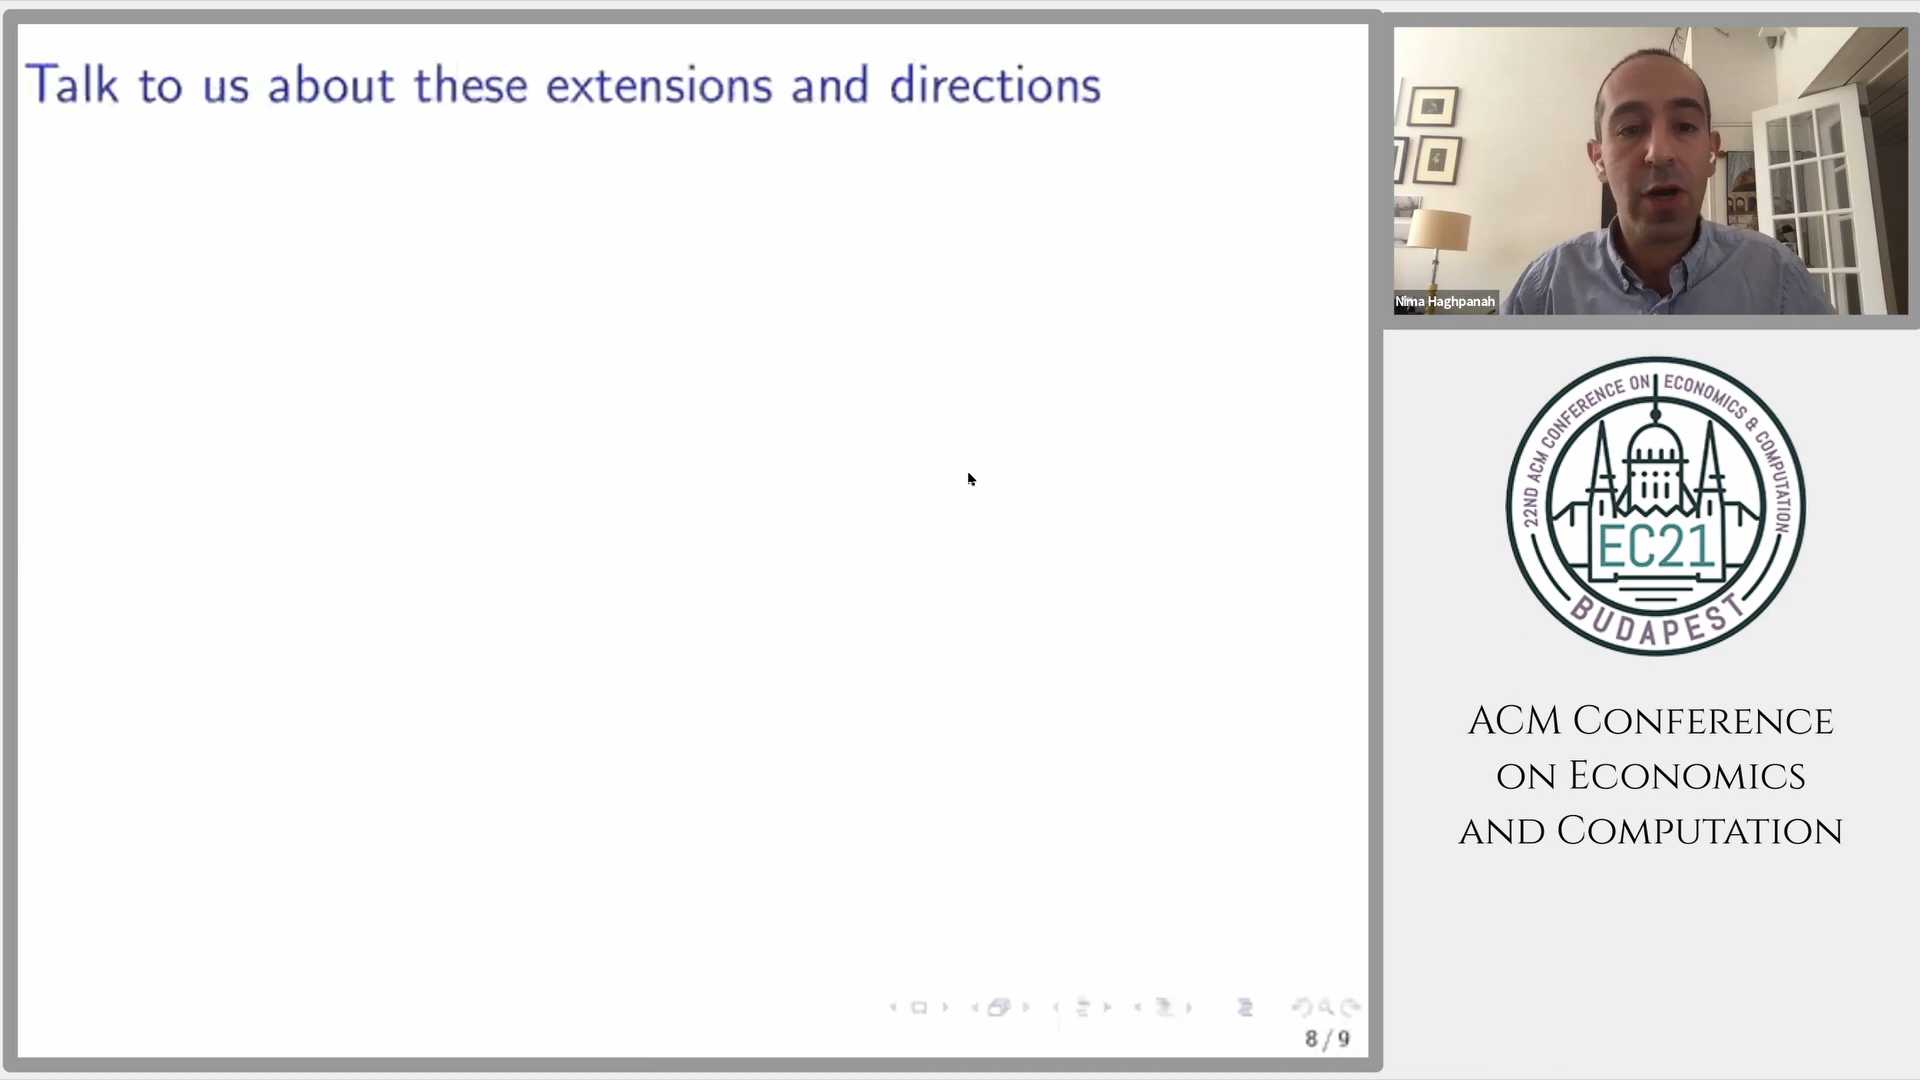 Talk to us about these extensions and directions
8 / 9
Nima Haghpanah
22ND ACM CONFERENCE ON ECONOMICS & COMPUTATION
EC21
BUDAPEST
ACM Conference
on Economics
and Computation